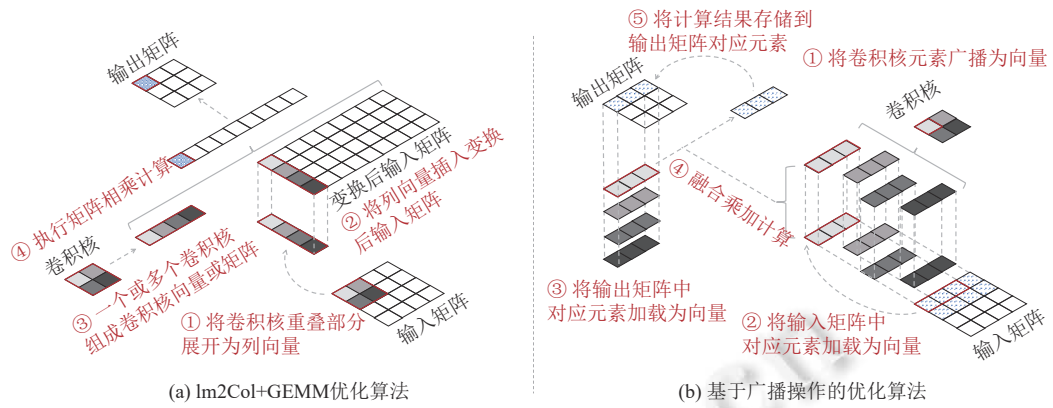 输出矩阵
变换后输入矩阵
④ 执行矩阵相乘计算
② 将列向量插入变换
后输入矩阵
卷积核
③ 一个或多个卷积核
组成卷积核向量或矩阵
① 将卷积核重叠部分
展开为列向量
输入矩阵
(a) lm2Col+GEMM优化算法
⑤ 将计算结果存储到
输出矩阵对应元素
① 将卷积核元素广播为向量
输出矩阵
卷积核
④ 融合乘加计算
③ 将输出矩阵中
对应元素加载为向量
② 将输入矩阵中
对应元素加载为向量
输入矩阵
(b) 基于广播操作的优化算法